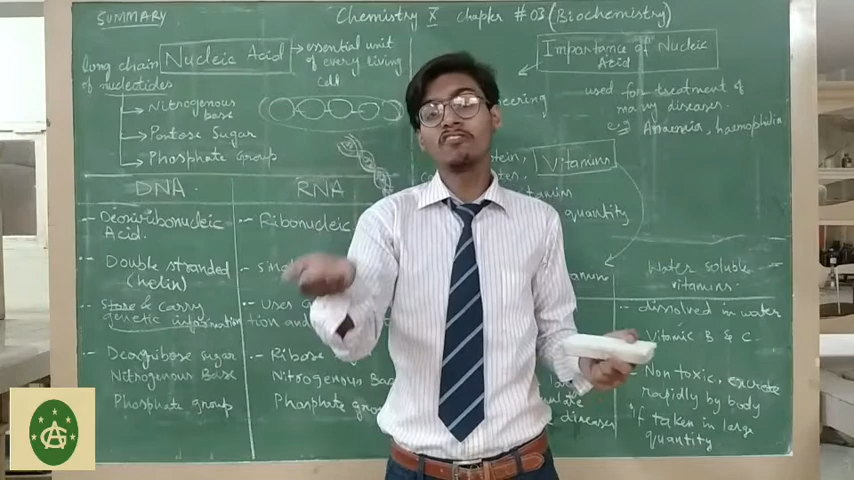 SUMMARY
Chemistry X chapter #03 (Biochemistry)
Nucleic Acid
essential unit
of every living
cell
long chain
of nucleotides
Nitrogenous
base
Pentose Sugar
Phosphate Group
DNA
Deoxyribonucleic
Acid.
Double stranded
(helix)
Store & carry
genetic information
Deoxyribose sugar
Nitrogenous Base
Phosphate group
RNA
Ribonucleic
Ribose
Nitrogenous Ba
Phosphate
Importance of Nucleic
Acid
used for treatment of
many diseases.
e.g Anaemia, haemophilia
eering
Vitamins
quantity
diseases
Water soluble
vitamins
dissolved in water
Vitamic B & C
Non toxic, excrete
rapidly by body
if taken in large
quantity
CA